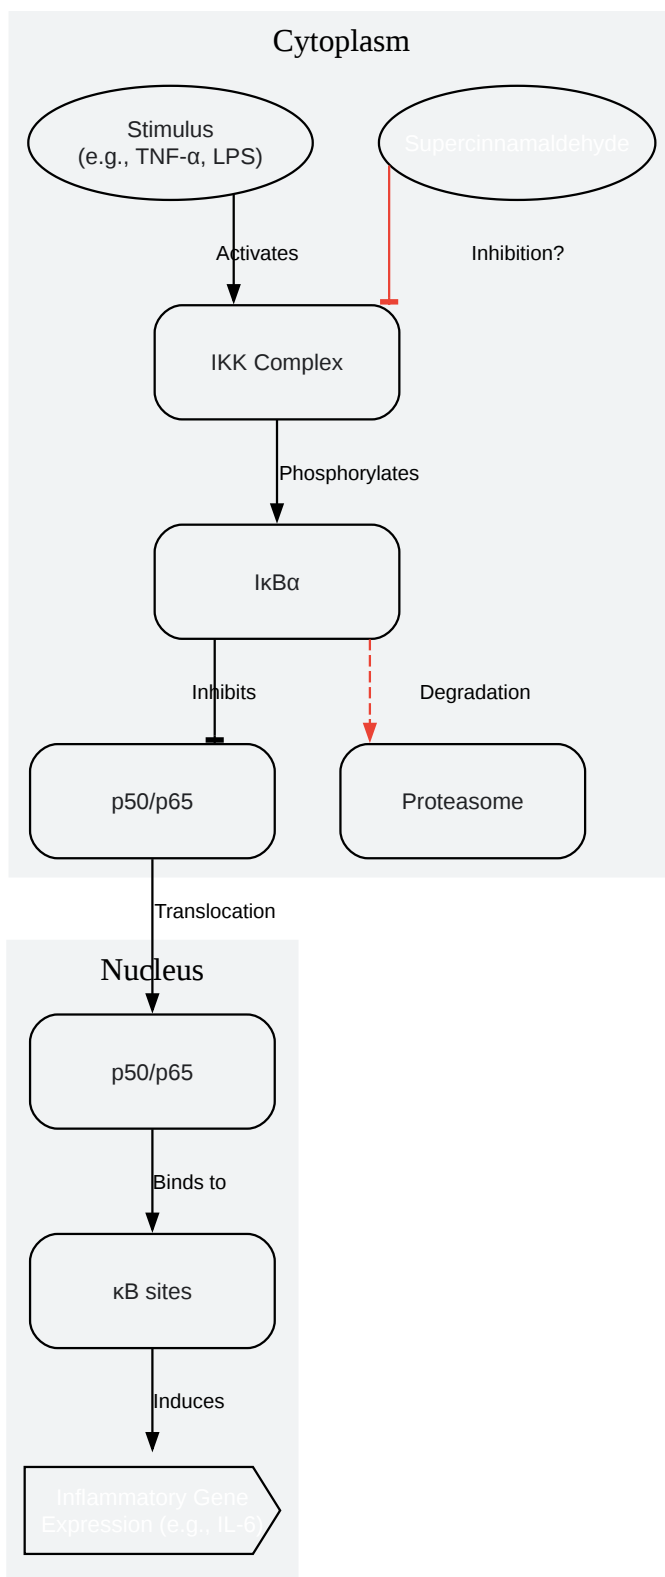 Cytoplasm
Stimulus
(e.g., TNF-α, LPS)
Supercinnamaldehyde
Activates
Inhibition?
IKK Complex
Phosphorylates
IκBα
Inhibits
Degradation
p50/p65
Proteasome
Translocation
Nucleus
p50/p65
Binds to
κB sites
Induces
Inflammatory Gene
Expression (e.g., IL-6)